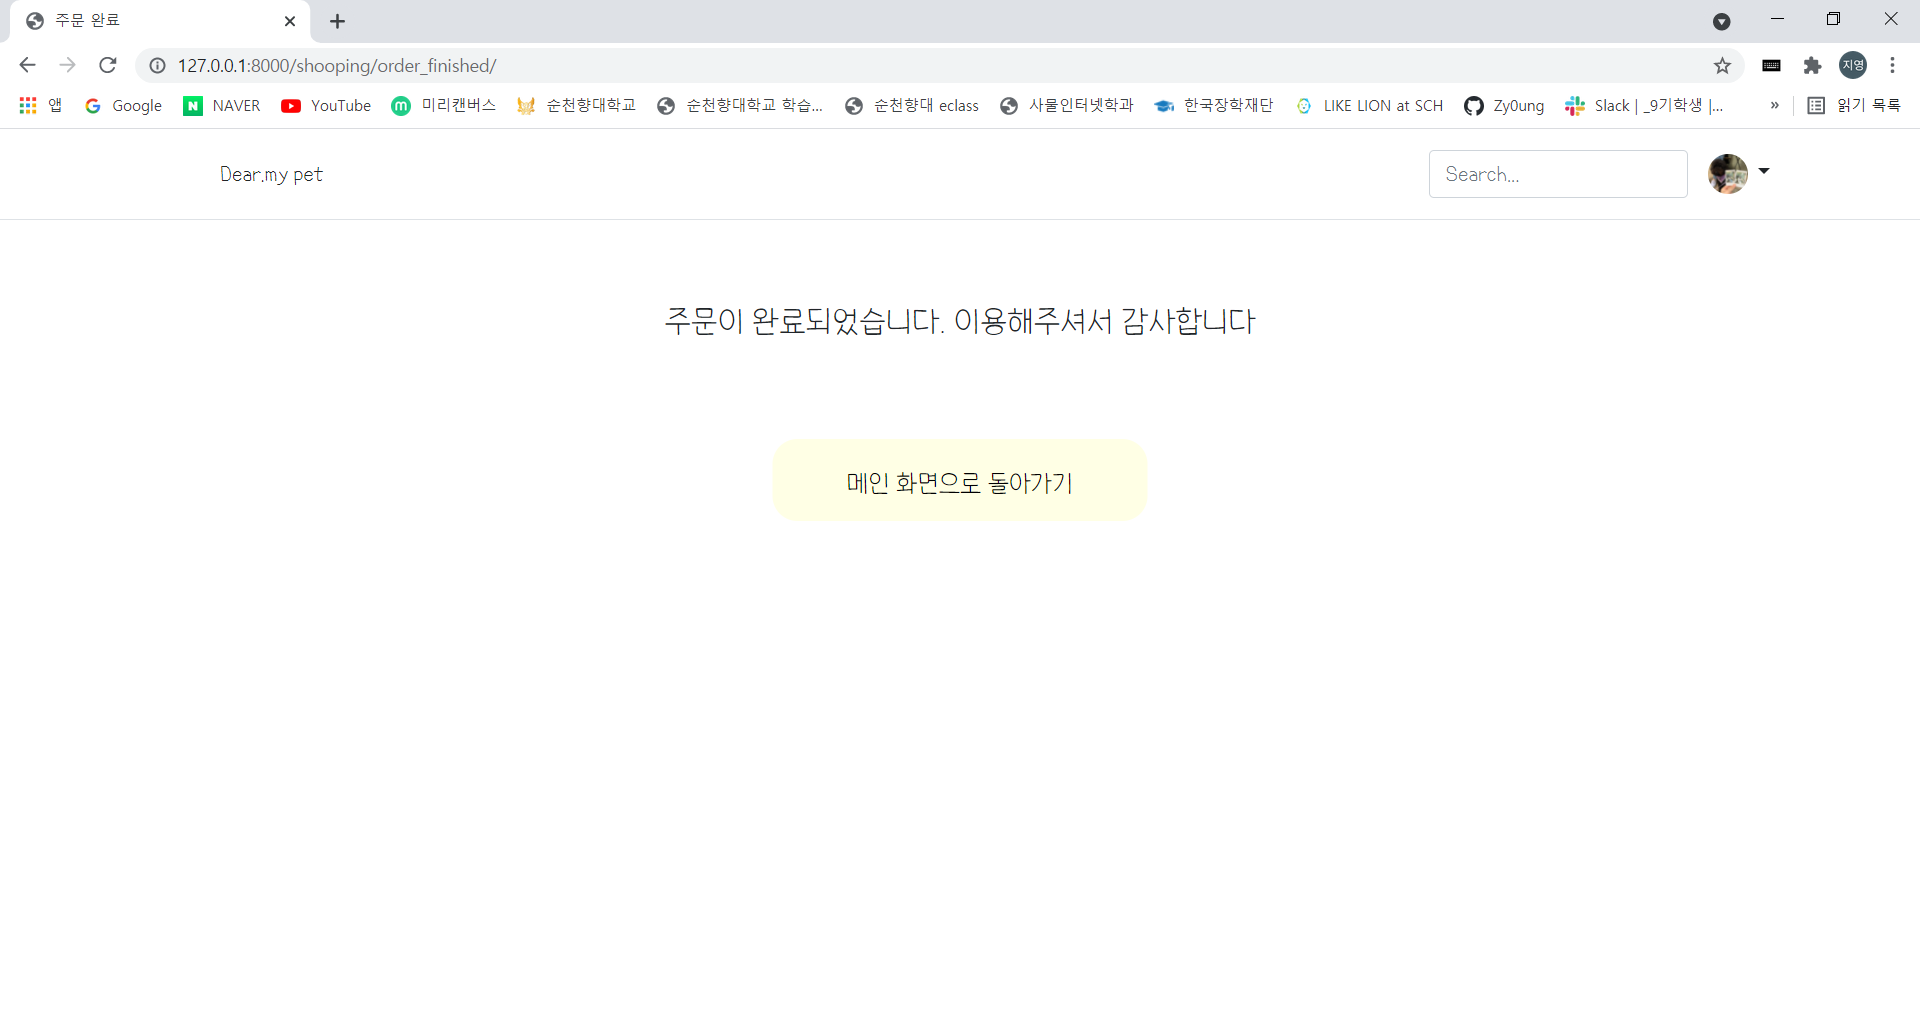 주문 완료
127.0.0.1:8000/shooping/order_finished/
지영
앱 Google NAVER YouTube 미리캔버스 순천향대학교 순천향대학교 학습... 순천향대 eclass 사물인터넷학과 한국장학재단 LIKE LION at SCH Zy0ung Slack | _9기학생 |... » 읽기 목록
Dear.my pet Search...
주문이 완료되었습니다. 이용해주셔서 감사합니다
메인 화면으로 돌아가기